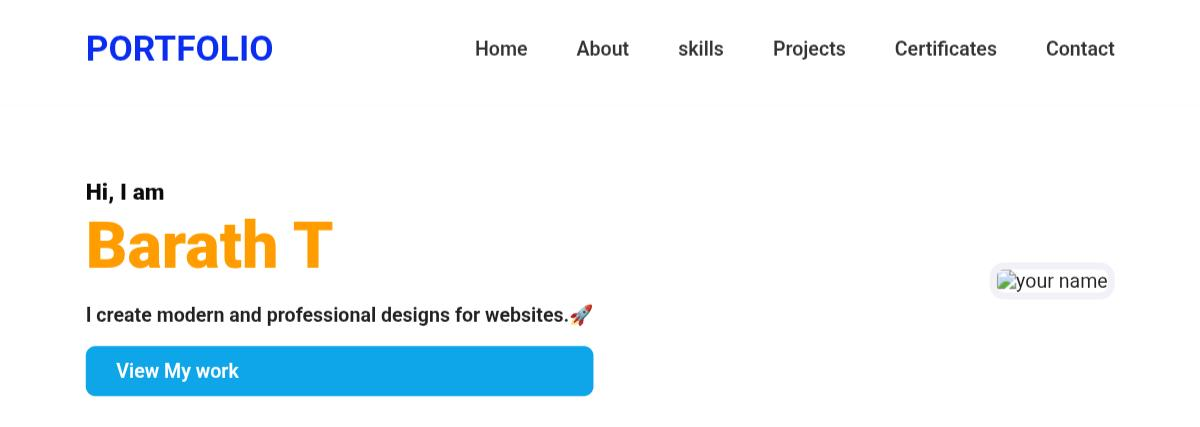 PORTFOLIO
Home About skills Projects Certificates Contact
Hi, I am
Barath T
your name
I create modern and professional designs for websites.🚀
View My work